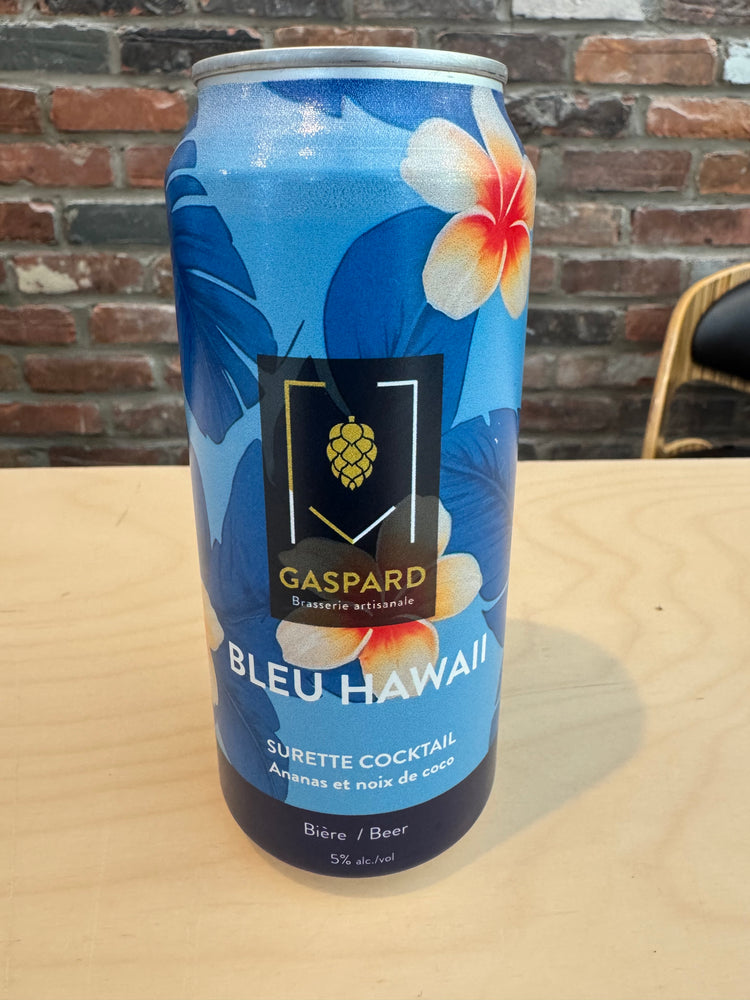 GASPARD
Brasserie artisanale
BLEU HAWAII
SURETTE COCKTAIL
Ananas et noix de coco
Bière / Beer
5% alc./vol